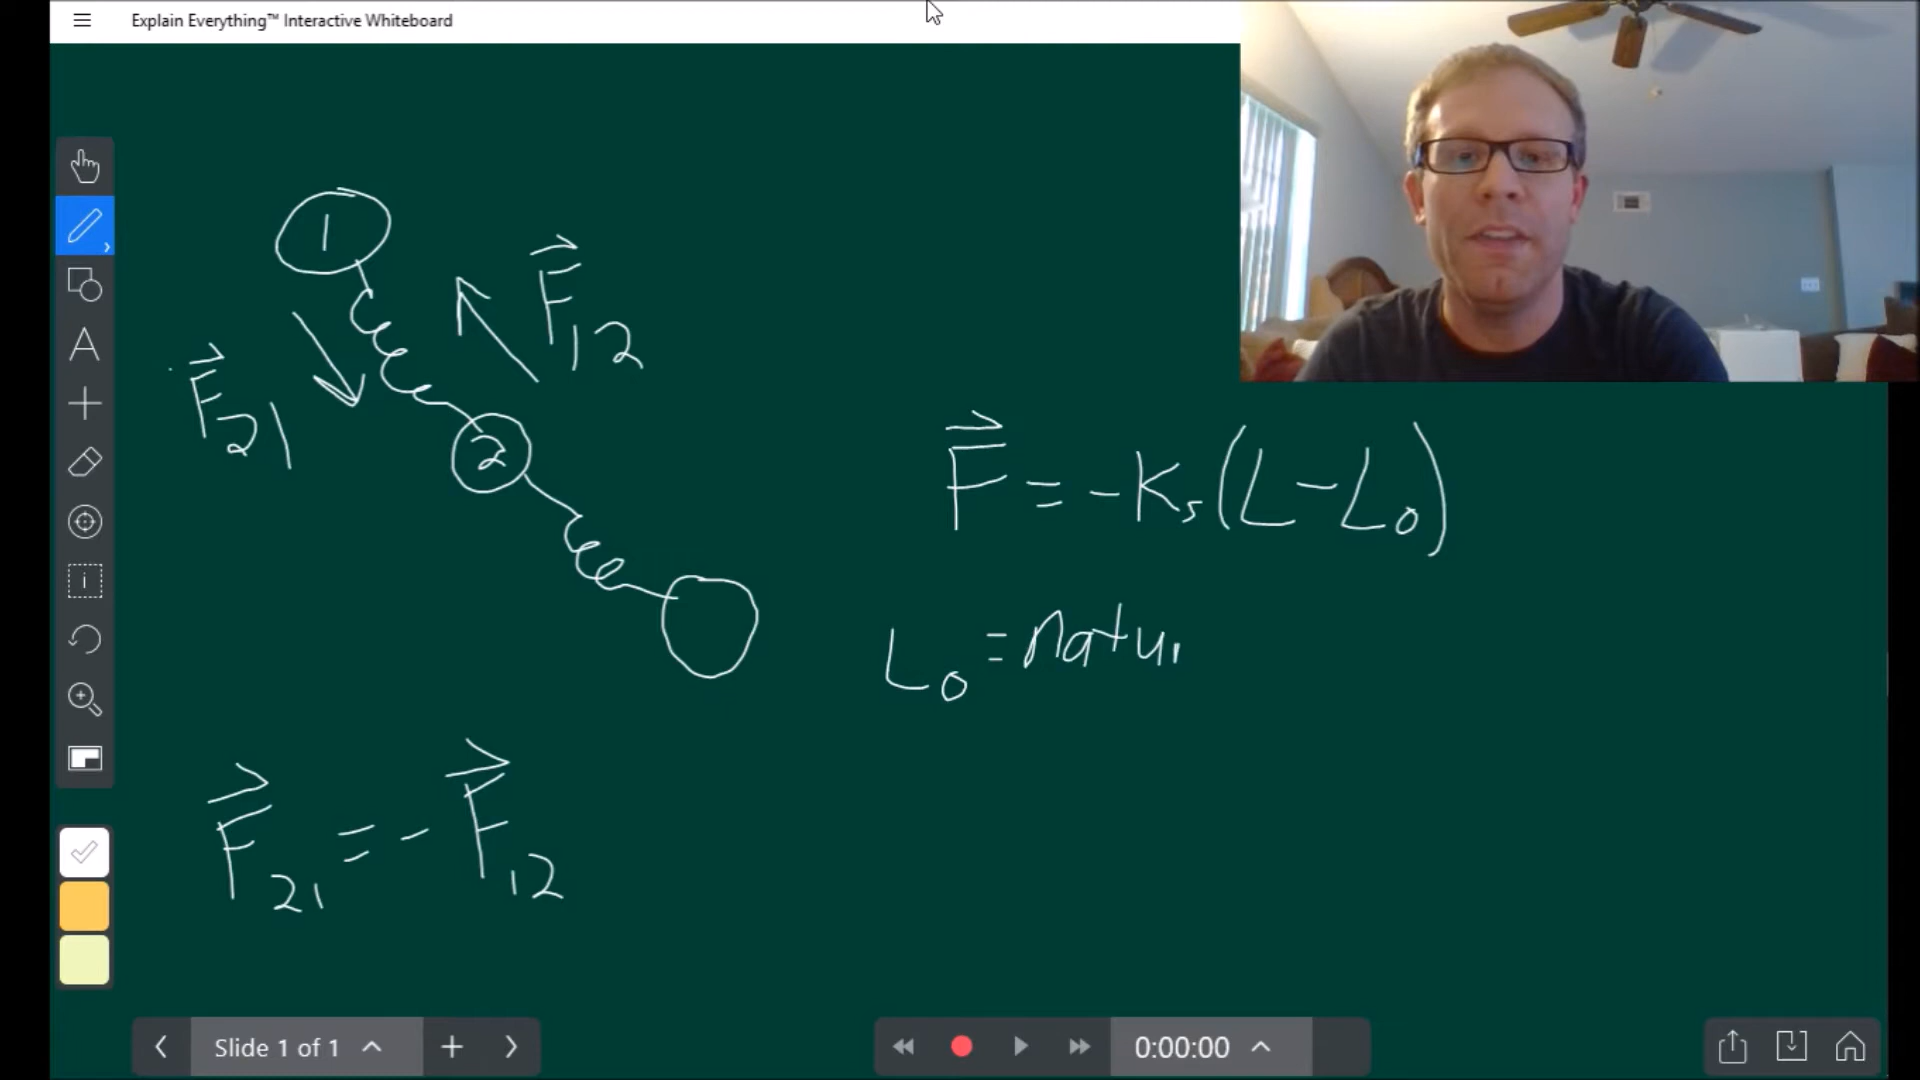 Explain Everything™ Interactive Whiteboard
1
F⃗12
F⃗21
2
F⃗ = -Ks(L-L0)
L0 = natur
F⃗21 = -F⃗12
Slide 1 of 1
0:00:00